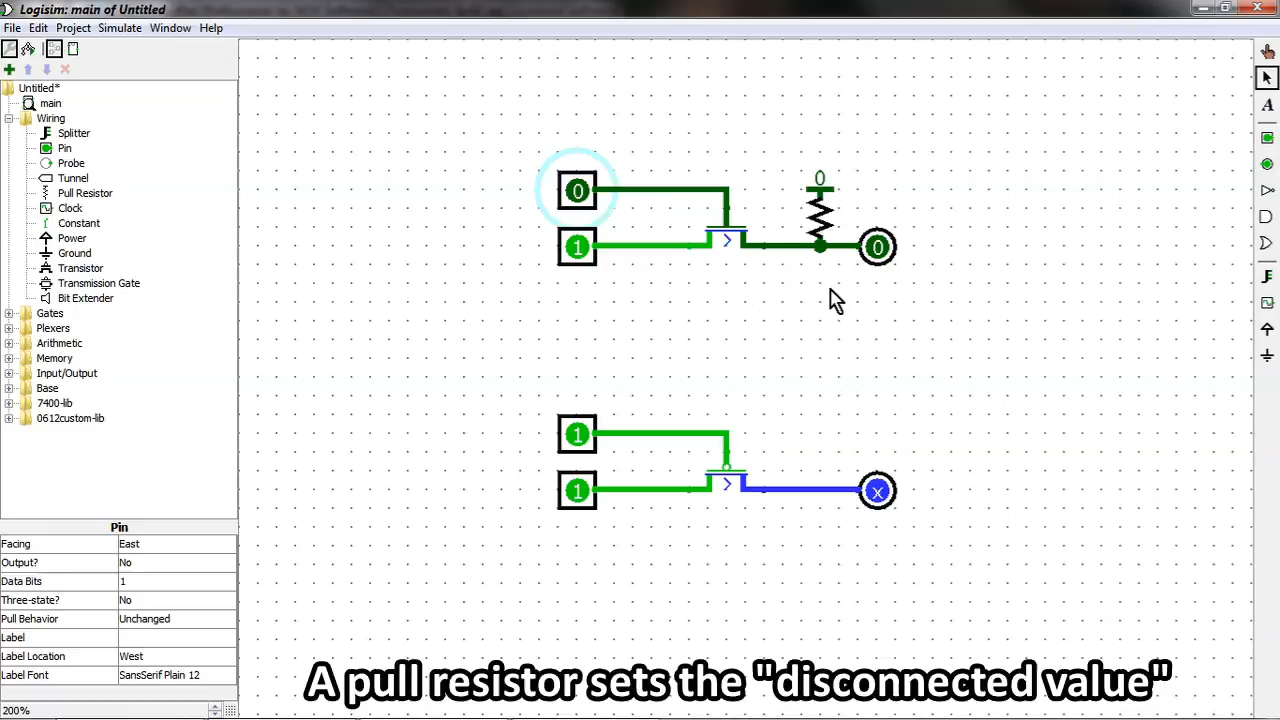 Logisim: main of Untitled
File Edit Project Simulate Window Help
Untitled*
main
Wiring
Splitter
Pin
Probe
Tunnel
Pull Resistor
Clock
1 Constant
Power
Ground
Transistor
Transmission Gate
Bit Extender
Gates
Plexers
Arithmetic
Memory
Input/Output
Base
7400-lib
0612custom-lib
Pin
Facing East
Output? No
Data Bits 1
Three-state? No
Pull Behavior Unchanged
Label
Label Location West
Label Font SansSerif Plain 12
200%
A
0
0
1
0
1
1
x
A pull resistor sets the "disconnected value"